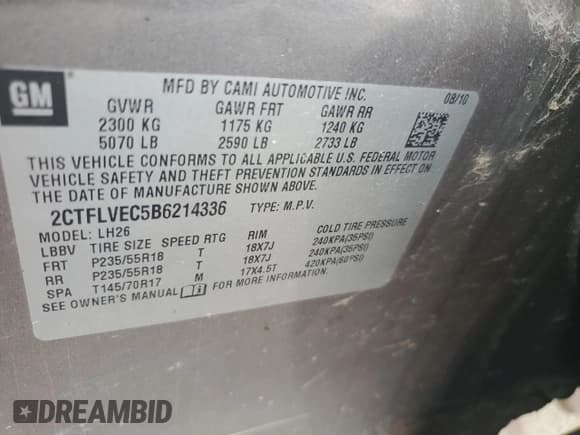 GM
MFD BY CAMI AUTOMOTIVE INC.
08/10
GVWR GAWR FRT GAWR RR
2300 KG 1175 KG 1240 KG
5070 LB 2590 LB 2733 LB
THIS VEHICLE CONFORMS TO ALL APPLICABLE U.S. FEDERAL MOTOR
VEHICLE SAFETY AND THEFT PREVENTION STANDARDS IN EFFECT ON
THE DATE OF MANUFACTURE SHOWN ABOVE.
2CTFLVEC5B6214336 TYPE: M.P.V.
MODEL: LH26
LBBV TIRE SIZE SPEED RTG RIM COLD TIRE PRESSURE
FRT P235/55R18 T 18X7J 240KPA(35PSI)
RR P235/55R18 T 18X7J 240KPA(35PSI)
SPA T145/70R17 M 17X4.5T 420KPA(60PSI)
SEE OWNER'S MANUAL FOR MORE INFORMATION.
DREAMBID